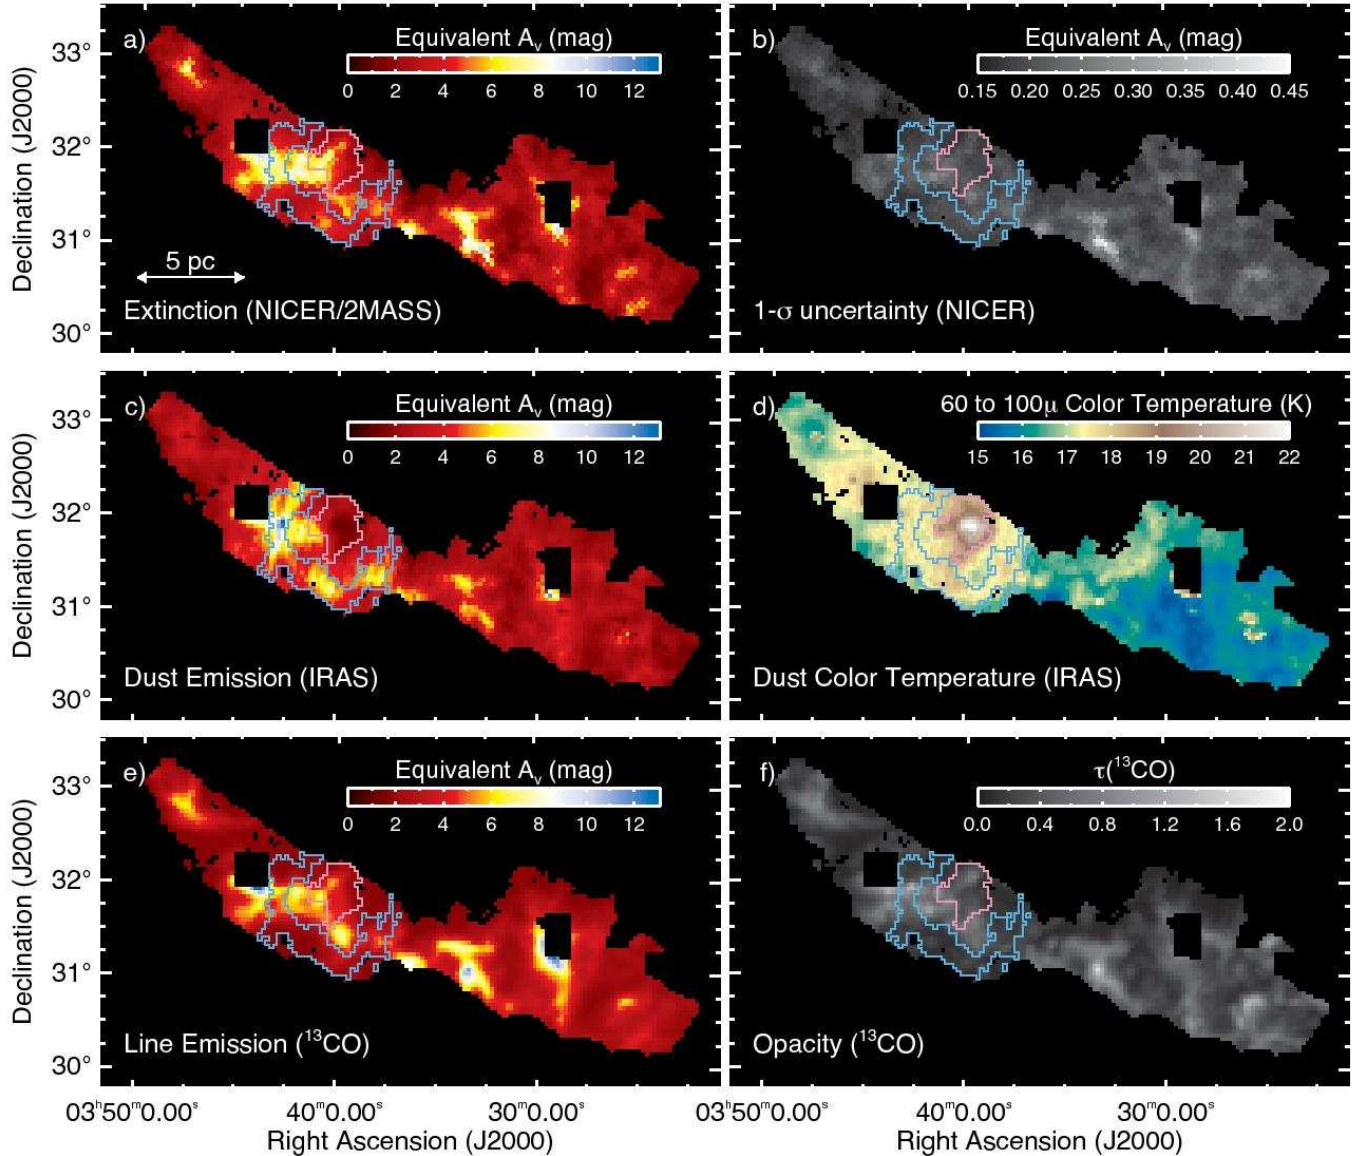 a) Equivalent A_v (mag)
0 2 4 6 8 10 12
5 pc
Extinction (NICER/2MASS)
b) Equivalent A_v (mag)
0.15 0.20 0.25 0.30 0.35 0.40 0.45
1-σ uncertainty (NICER)
33°
32°
31°
30°
Declination (J2000)
c) Equivalent A_v (mag)
0 2 4 6 8 10 12
Dust Emission (IRAS)
d) 60 to 100μ Color Temperature (K)
15 16 17 18 19 20 21 22
Dust Color Temperature (IRAS)
33°
32°
31°
30°
Declination (J2000)
e) Equivalent A_v (mag)
0 2 4 6 8 10 12
Line Emission (¹³CO)
f) τ(¹³CO)
0.0 0.4 0.8 1.2 1.6 2.0
Opacity (¹³CO)
33°
32°
31°
30°
Declination (J2000)
03ʰ50ᵐ0.00ˢ 40ᵐ0.00ˢ 30ᵐ0.00ˢ
Right Ascension (J2000)
03ʰ50ᵐ0.00ˢ 40ᵐ0.00ˢ 30ᵐ0.00ˢ
Right Ascension (J2000)